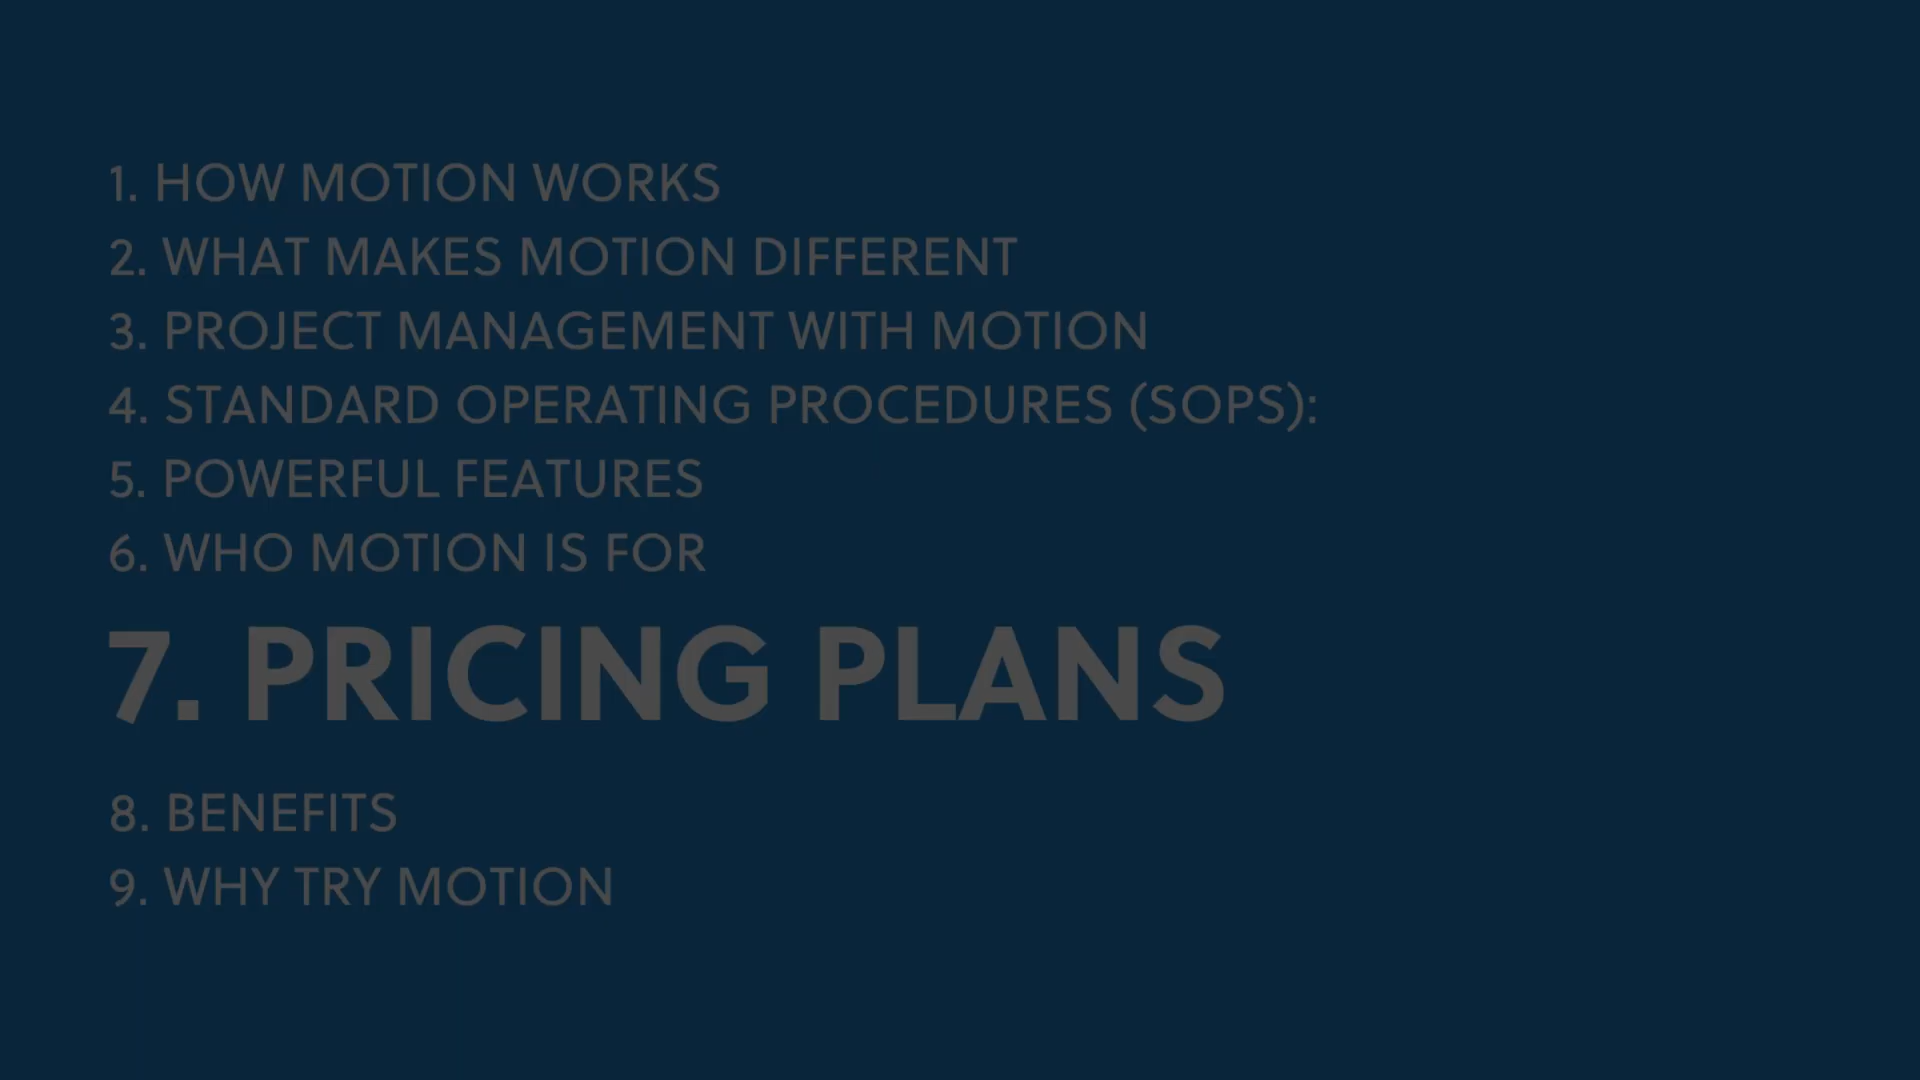 1. HOW MOTION WORKS
2. WHAT MAKES MOTION DIFFERENT
3. PROJECT MANAGEMENT WITH MOTION
4. STANDARD OPERATING PROCEDURES (SOPS):
5. POWERFUL FEATURES
6. WHO MOTION IS FOR
7. PRICING PLANS
8. BENEFITS
9. WHY TRY MOTION